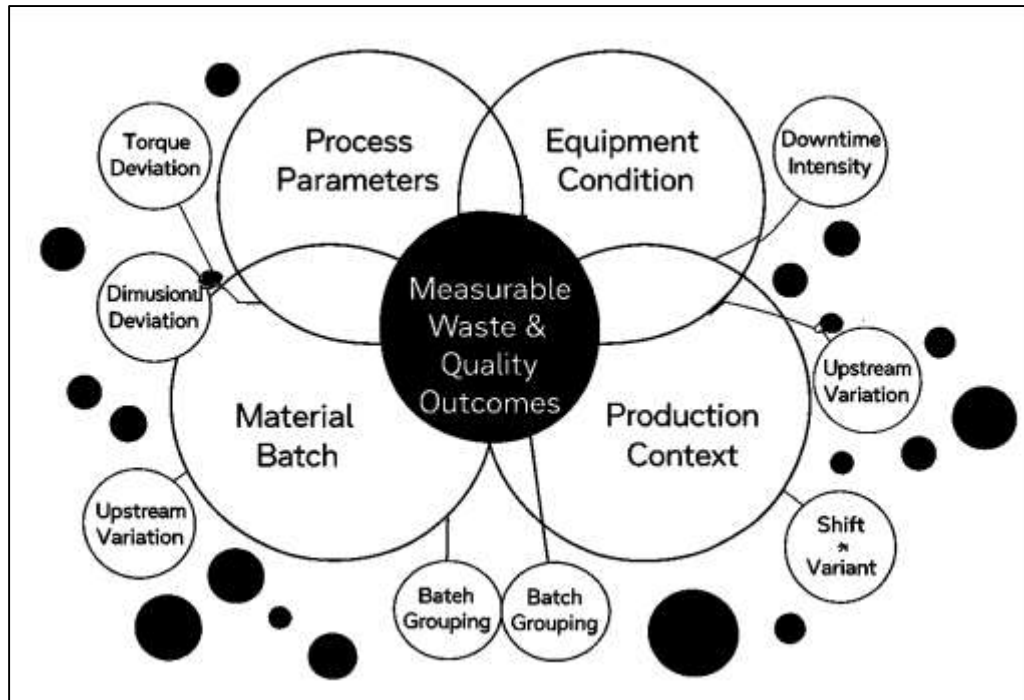 Process
Parameters
Equipment
Condition
Torque
Deviation
Downtime
Intensity
Measurable
Waste &
Quality
Outcomes
Dimusional
Deviation
Material
Batch
Production
Context
Upstream
Variation
Upstream
Variation
Shift
Variant
Bateh
Grouping
Batch
Grouping